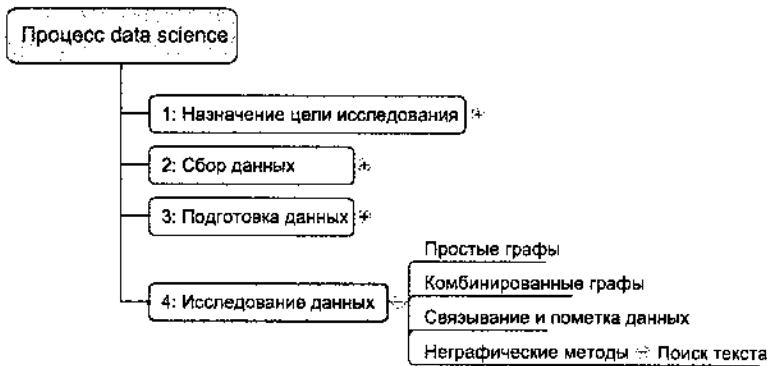 Процесс data science
1: Назначение цели исследования
2: Сбор данных
3: Подготовка данных
Простые графы
Комбинированные графы
4: Исследование данных
Связывание и пометка данных
Неграфические методы Поиск текста